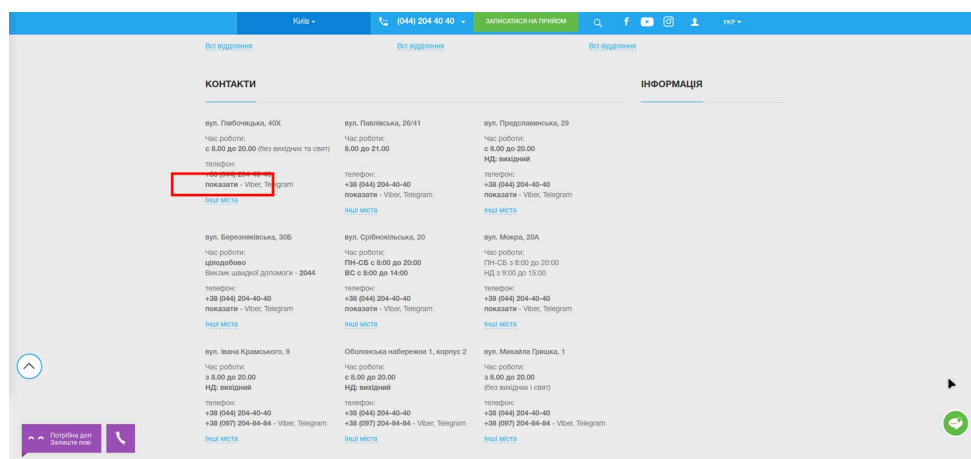 Київ
(044) 204 40 40
ЗАПИСАТИСЯ НА ПРИЙОМ
f
УКР
Всі відділення
Всі відділення
Всі відділення
КОНТАКТИ
ІНФОРМАЦІЯ
вул. Глибочицька, 40Х
Час роботи:
с 8.00 до 20.00 (без вихідних та свят)
телефон:
+38 (044) 204-40-40
показати - Viber, Telegram
Інші міста
вул. Павлівська, 26/41
Час роботи:
8.00 до 21.00
телефон:
+38 (044) 204-40-40
показати - Viber, Telegram
Інші міста
вул. Предславинська, 29
Час роботи:
с 8.00 до 20.00
НД: вихідний
телефон:
+38 (044) 204-40-40
показати - Viber, Telegram
Інші міста
вул. Березняківська, 30Б
Час роботи:
цілодобово
Виклик швидкої допомоги - 2044
телефон:
+38 (044) 204-40-40
показати - Viber, Telegram
Інші міста
вул. Срібнокільська, 20
Час роботи:
ПН-СБ с 8:00 до 20:00
ВС с 8:00 до 14:00
телефон:
+38 (044) 204-40-40
показати - Viber, Telegram
Інші міста
вул. Мокра, 20А
Час роботи:
ПН-СБ з 8:00 до 20:00
НД з 9:00 до 15:00
телефон:
+38 (044) 204-40-40
показати - Viber, Telegram
Інші міста
вул. Івана Крамського, 9
Час роботи:
з 8.00 до 20.00
НД: вихідний
телефон:
+38 (044) 204-40-40
+38 (097) 204-84-84 - Viber, Telegram
Інші міста
Оболонська набережна 1, корпус 2
Час роботи:
с 8.00 до 20.00
НД: вихідний
телефон:
+38 (044) 204-40-40
+38 (097) 204-84-84 - Viber, Telegram
Інші міста
вул. Михайла Гришка, 1
Час роботи:
з 8.00 до 20.00
(без вихідних і свят)
телефон:
+38 (044) 204-40-40
+38 (097) 204-84-84 - Viber, Telegram
Інші міста
Потрібна доп
Залиште пов